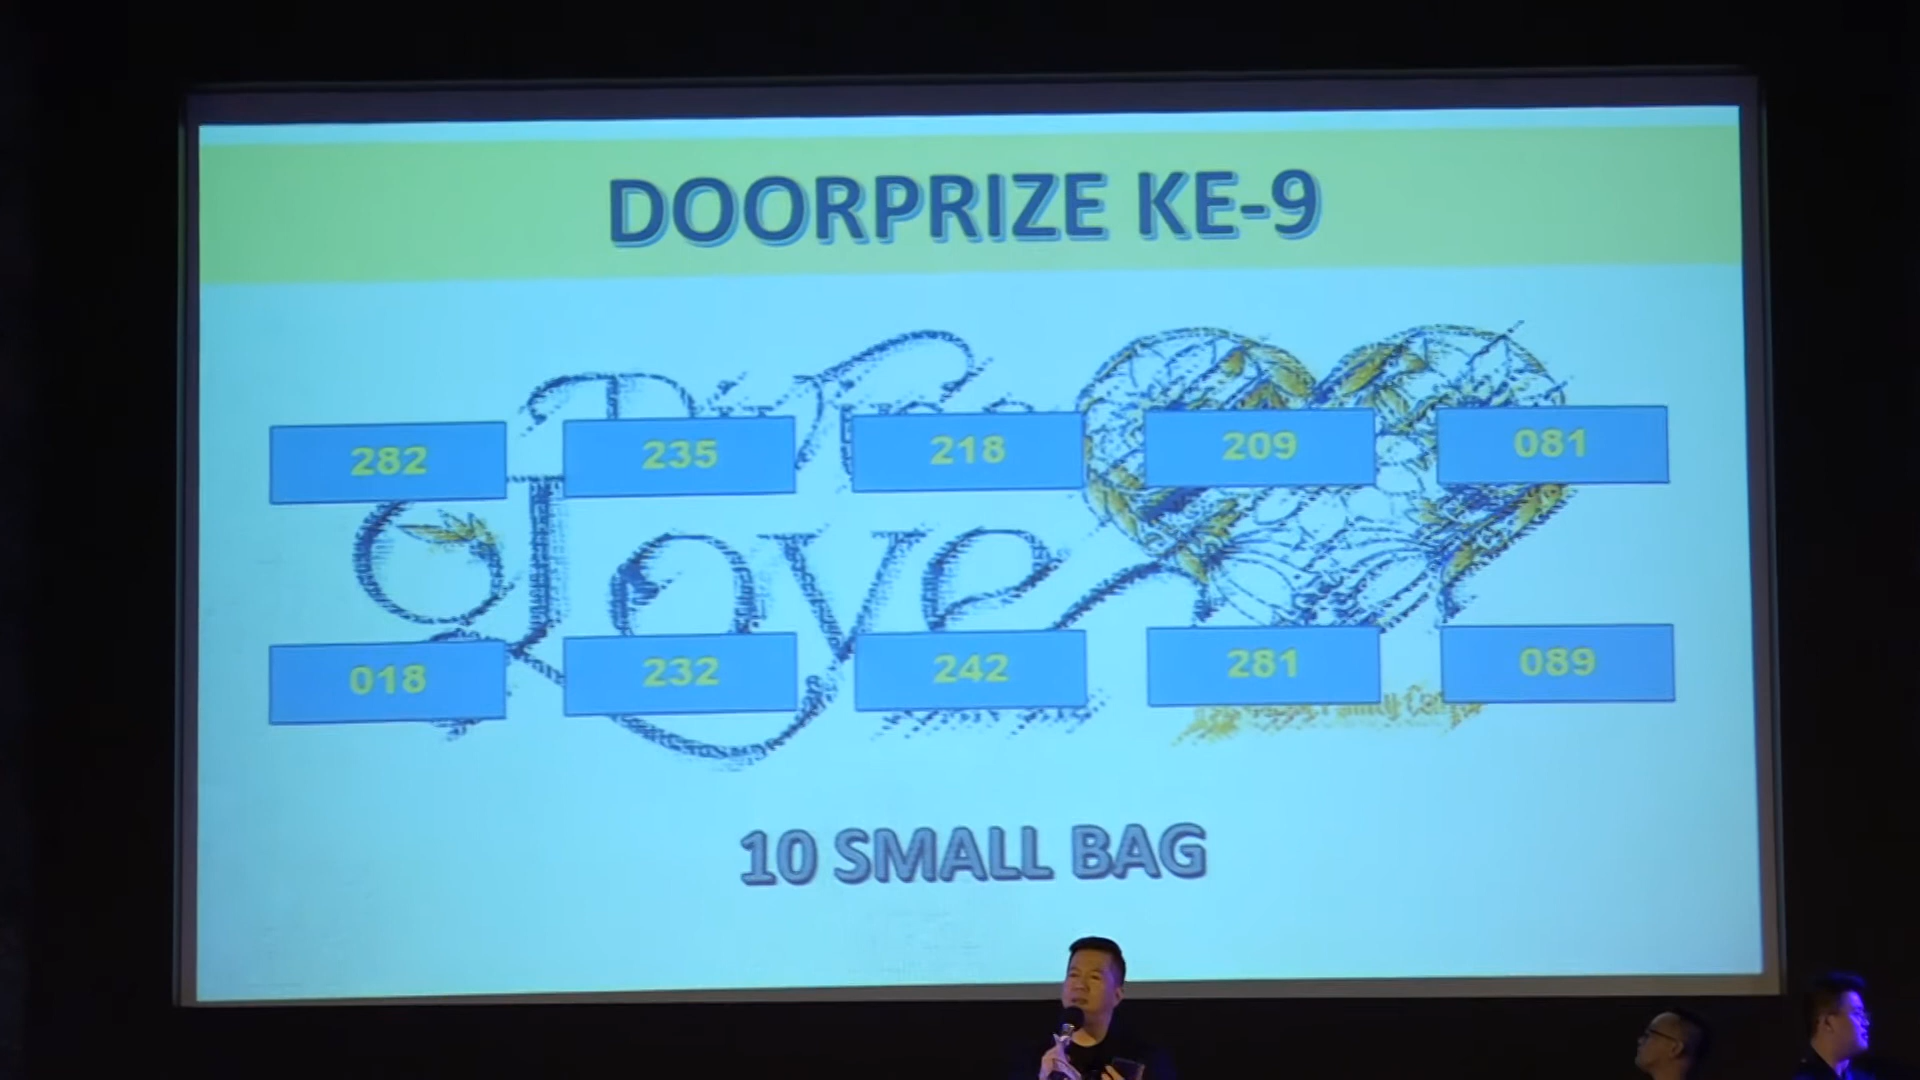 DOORPRIZE KE-9
282 235 218 209 081
Love
018 232 242 281 089
10 SMALL BAG